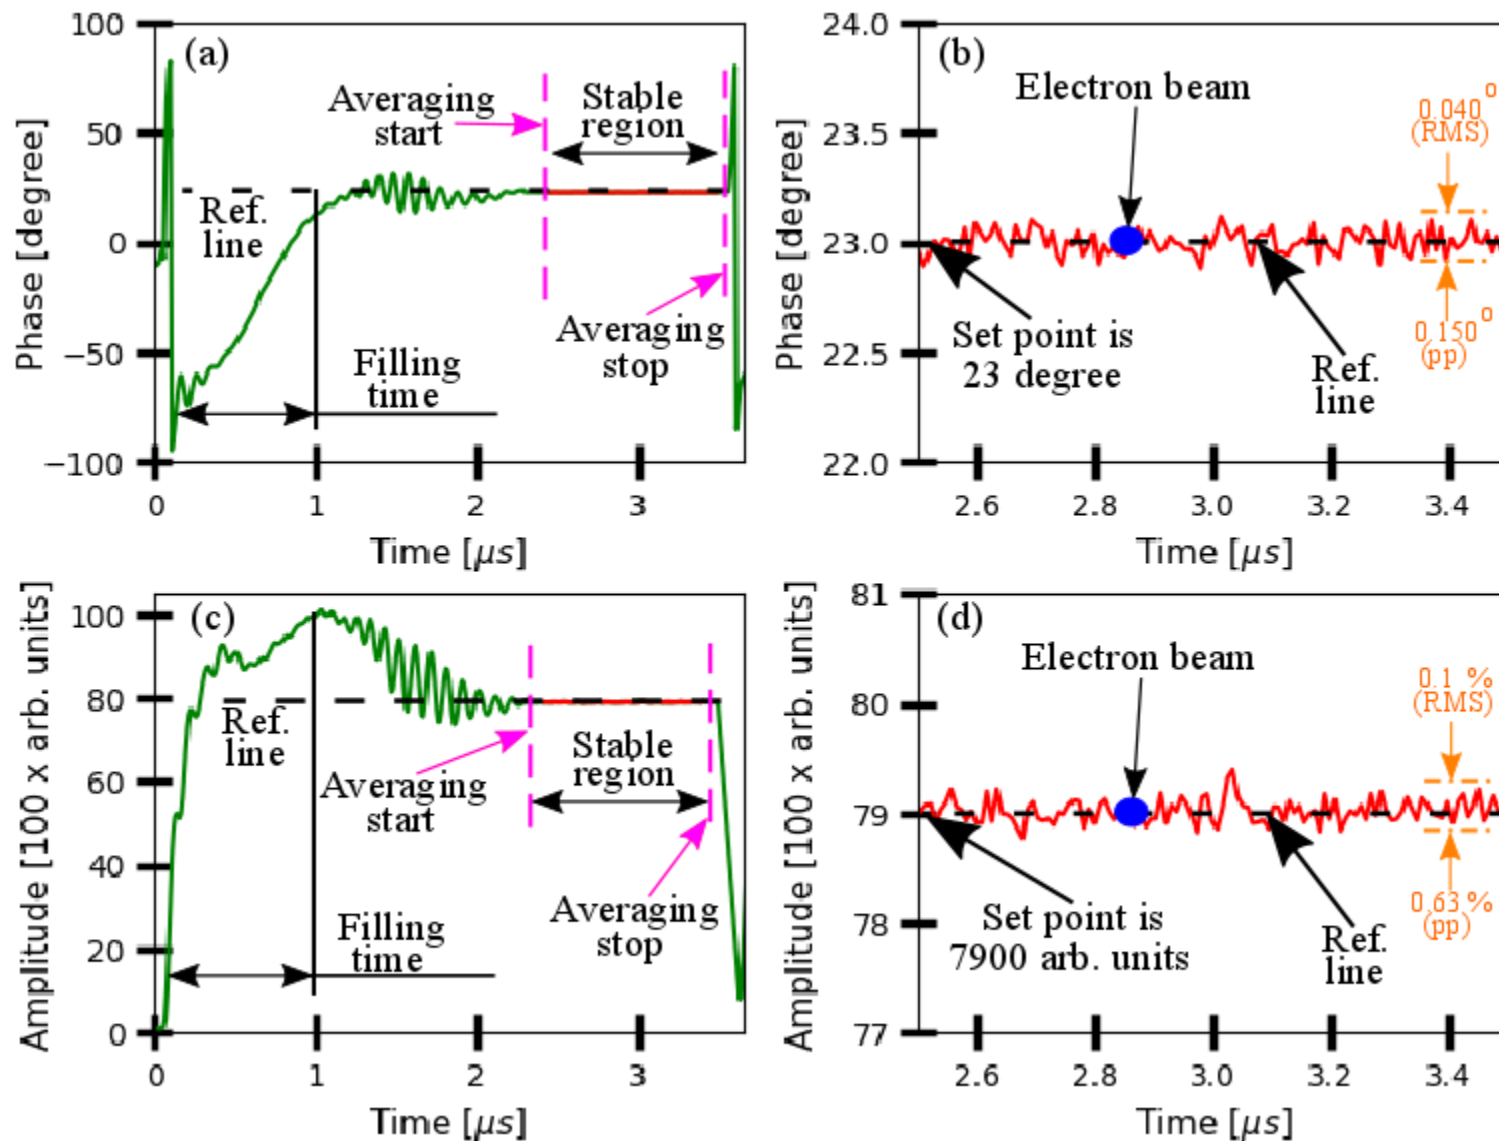 (a)
Phase [degree]
100
50
0
−50
−100
Averaging
start
Stable
region
Ref.
line
Averaging
stop
Filling
time
0
1
2
3
Time [μs]
(b)
Phase [degree]
24.0
23.5
23.0
22.5
22.0
Electron beam
0.040°
(RMS)
Set point is
23 degree
Ref.
line
0.150°
(pp)
2.6
2.8
3.0
3.2
3.4
Time [μs]
(c)
Amplitude [100 x arb. units]
100
80
60
40
20
0
Ref.
line
Averaging
start
Stable
region
Averaging
stop
Filling
time
0
1
2
3
Time [μs]
(d)
Amplitude [100 x arb. units]
81
80
79
78
77
Electron beam
0.1 %
(RMS)
Set point is
7900 arb. units
Ref.
line
0.63%
(pp)
2.6
2.8
3.0
3.2
3.4
Time [μs]